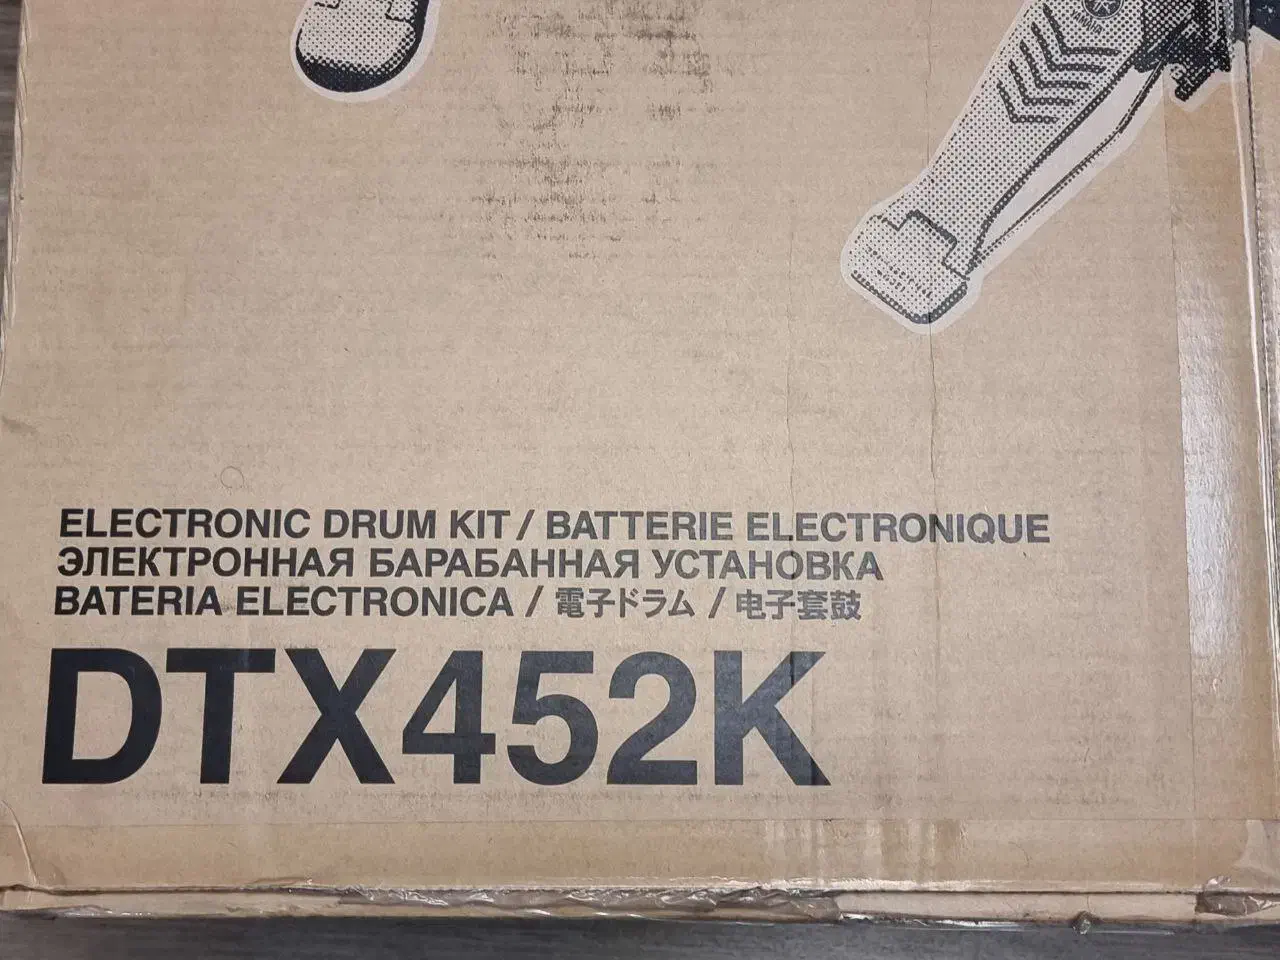 ELECTRONIC DRUM KIT / BATTERIE ELECTRONIQUE
ЭЛЕКТРОННАЯ БАРАБАННАЯ УСТАНОВКА
BATERIA ELECTRONICA / 電子ドラム / 电子套鼓
DTX452K